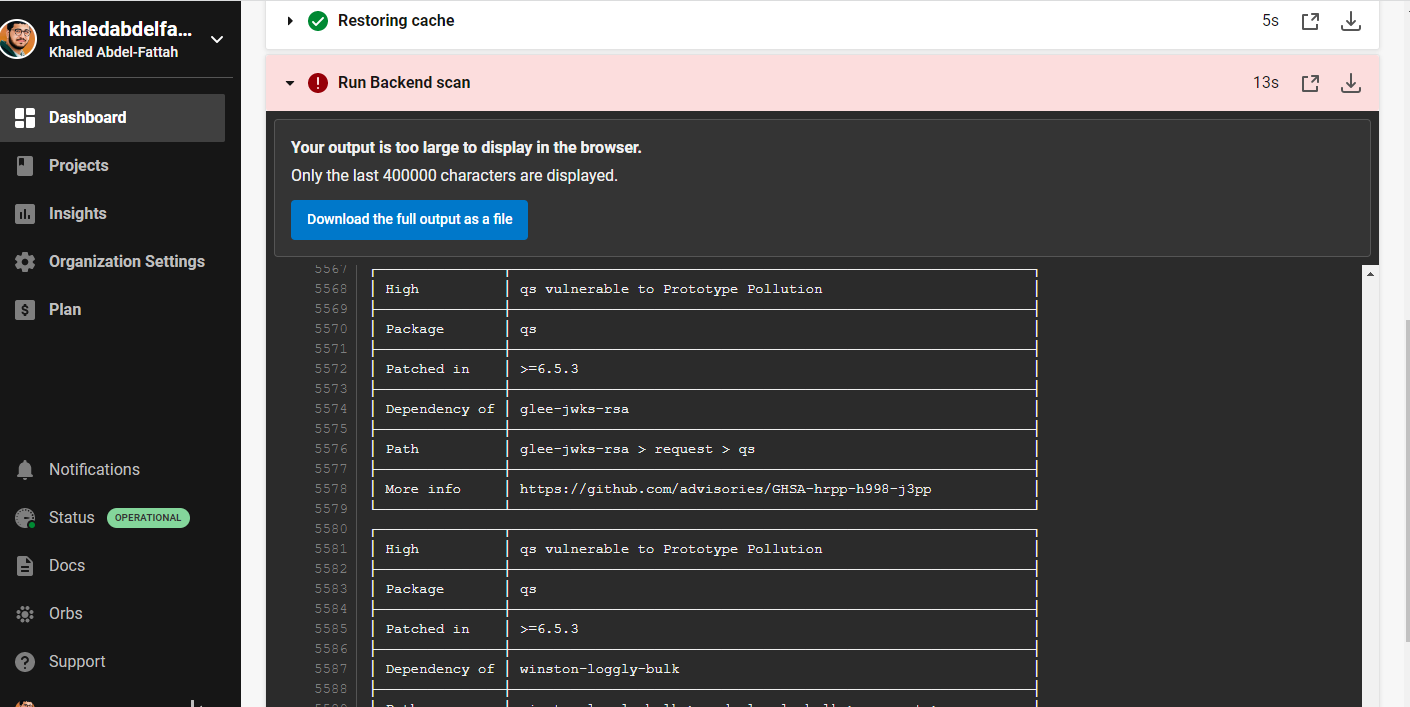 khaledabdelfa...
Khaled Abdel-Fattah
Dashboard
Projects
Insights
Organization Settings
Plan
Notifications
Status OPERATIONAL
Docs
Orbs
Support
Restoring cache 5s
Run Backend scan 13s
Your output is too large to display in the browser.
Only the last 400000 characters are displayed.
Download the full output as a file
5567
5568 High qs vulnerable to Prototype Pollution
5569
5570 Package qs
5571
5572 Patched in >=6.5.3
5573
5574 Dependency of glee-jwks-rsa
5575
5576 Path glee-jwks-rsa > request > qs
5577
5578 More info https://github.com/advisories/GHSA-hrpp-h998-j3pp
5579
5580
5581 High qs vulnerable to Prototype Pollution
5582
5583 Package qs
5584
5585 Patched in >=6.5.3
5586
5587 Dependency of winston-loggly-bulk
5588